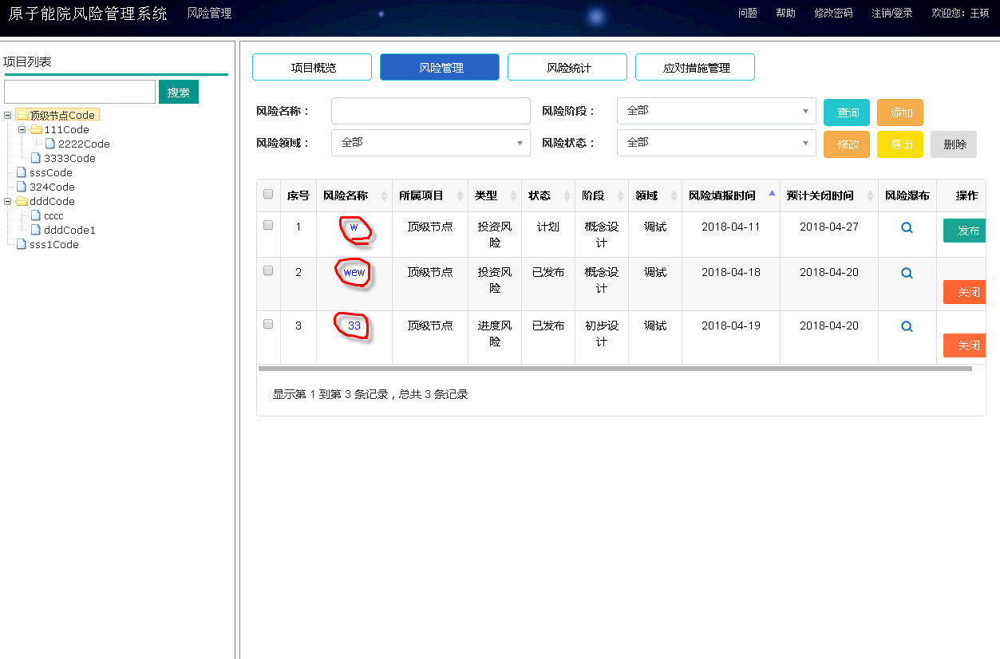 原子能院风险管理系统 风险管理 问题 帮助 修改密码 注销/登录 欢迎您：王硕
项目列表
搜索
顶级节点Code
111Code
2222Code
3333Code
sssCode
324Code
dddCode
cccc
dddCode1
sss1Code
项目概览 风险管理 风险统计 应对措施管理
风险名称： 风险阶段： 全部 查询 添加
风险领域： 全部 风险状态： 全部 修改 导出 删除
序号 风险名称 所属项目 类型 状态 阶段 领域 风险填报时间 预计关闭时间 风险瀑布 操作
1 w 顶级节点 投资风险 计划 概念设计 调试 2018-04-11 2018-04-27 发布
2 wew 顶级节点 投资风险 已发布 概念设计 调试 2018-04-18 2018-04-20 关闭
3 33 顶级节点 进度风险 已发布 初步设计 调试 2018-04-19 2018-04-20 关闭
显示第 1 到第 3 条记录，总共 3 条记录